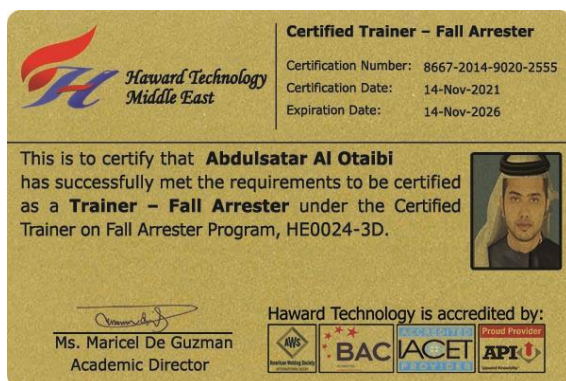 Haward Technology
Middle East
Certified Trainer – Fall Arrester
Certification Number: 8667-2014-9020-2555
Certification Date: 14-Nov-2021
Expiration Date: 14-Nov-2026
This is to certify that Abdulsatar Al Otaibi
has successfully met the requirements to be certified
as a Trainer – Fall Arrester under the Certified
Trainer on Fall Arrester Program, HE0024-3D.
Ms. Maricel De Guzman
Academic Director
Haward Technology is accredited by:
AWS
American Welding Society
BAC
ACCREDITED
IACET
PROVIDER
Proud Provider
API